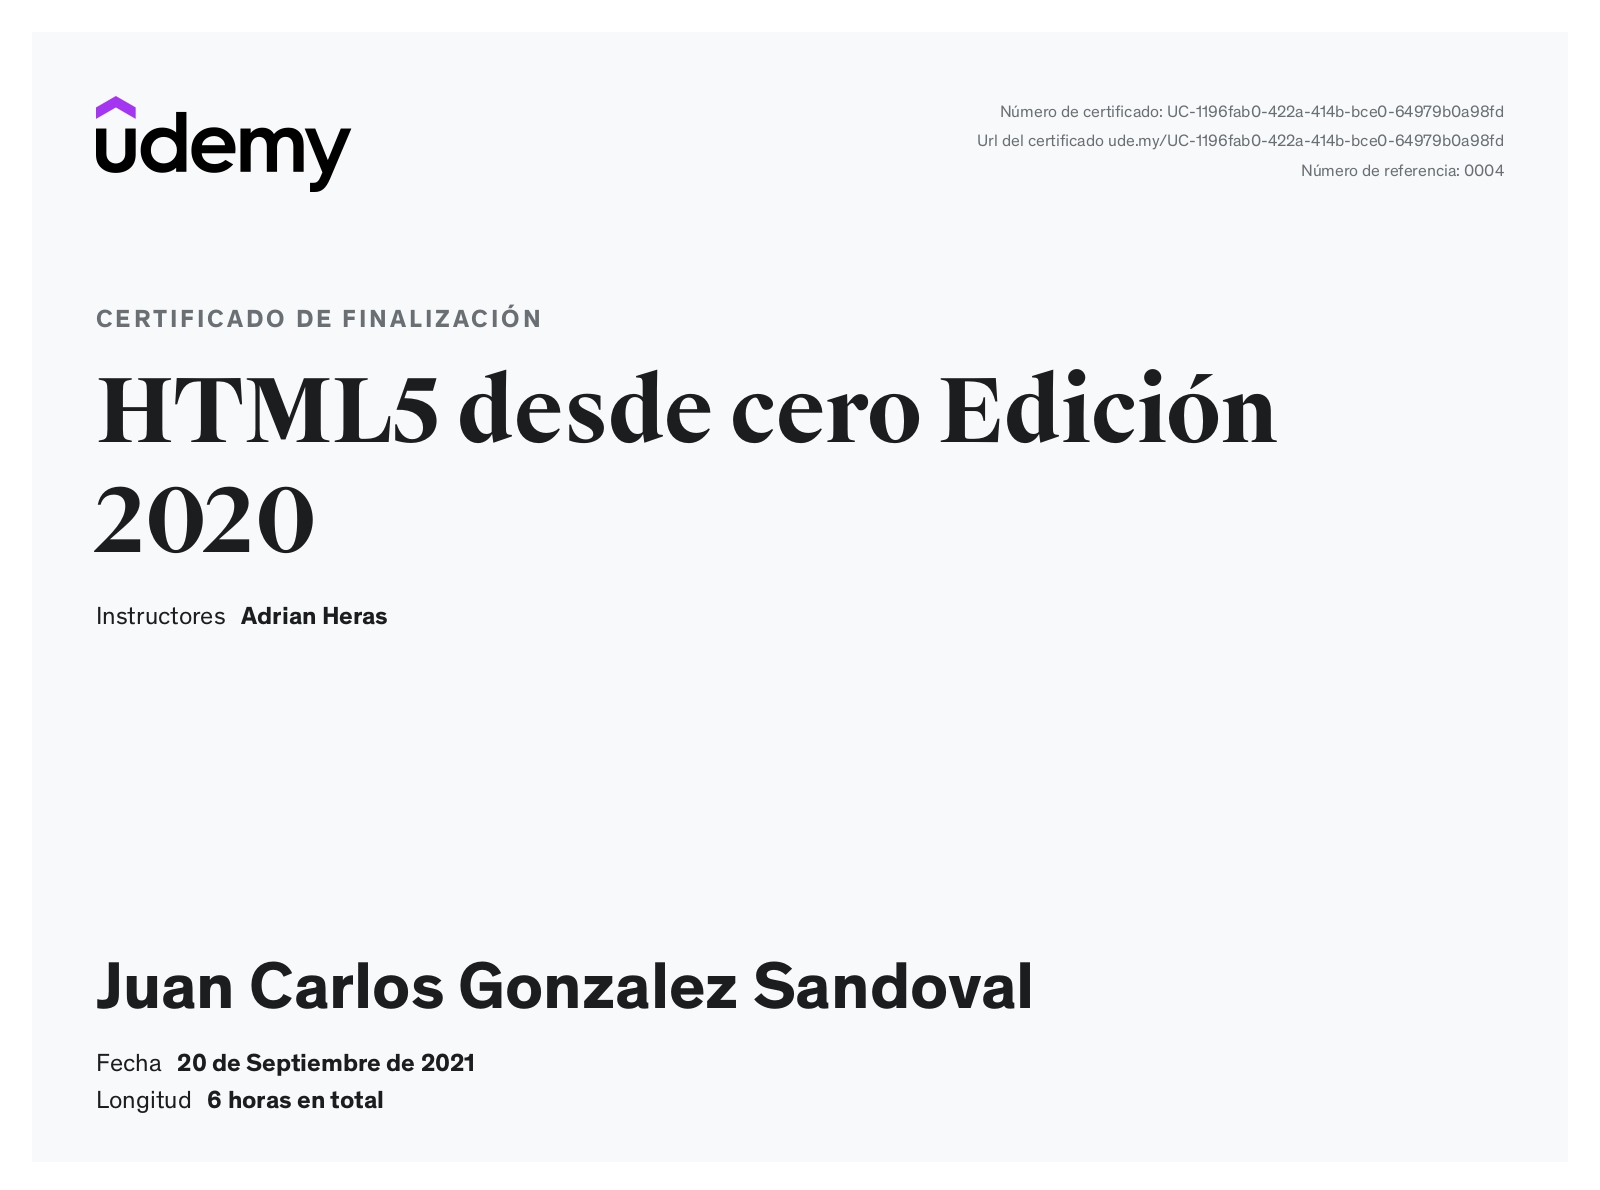 udemy
Número de certificado: UC-1196fab0-422a-414b-bce0-64979b0a98fd
Url del certificado ude.my/UC-1196fab0-422a-414b-bce0-64979b0a98fd
Número de referencia: 0004
CERTIFICADO DE FINALIZACIÓN
HTML5 desde cero Edición
2020
Instructores Adrian Heras
Juan Carlos Gonzalez Sandoval
Fecha 20 de Septiembre de 2021
Longitud 6 horas en total